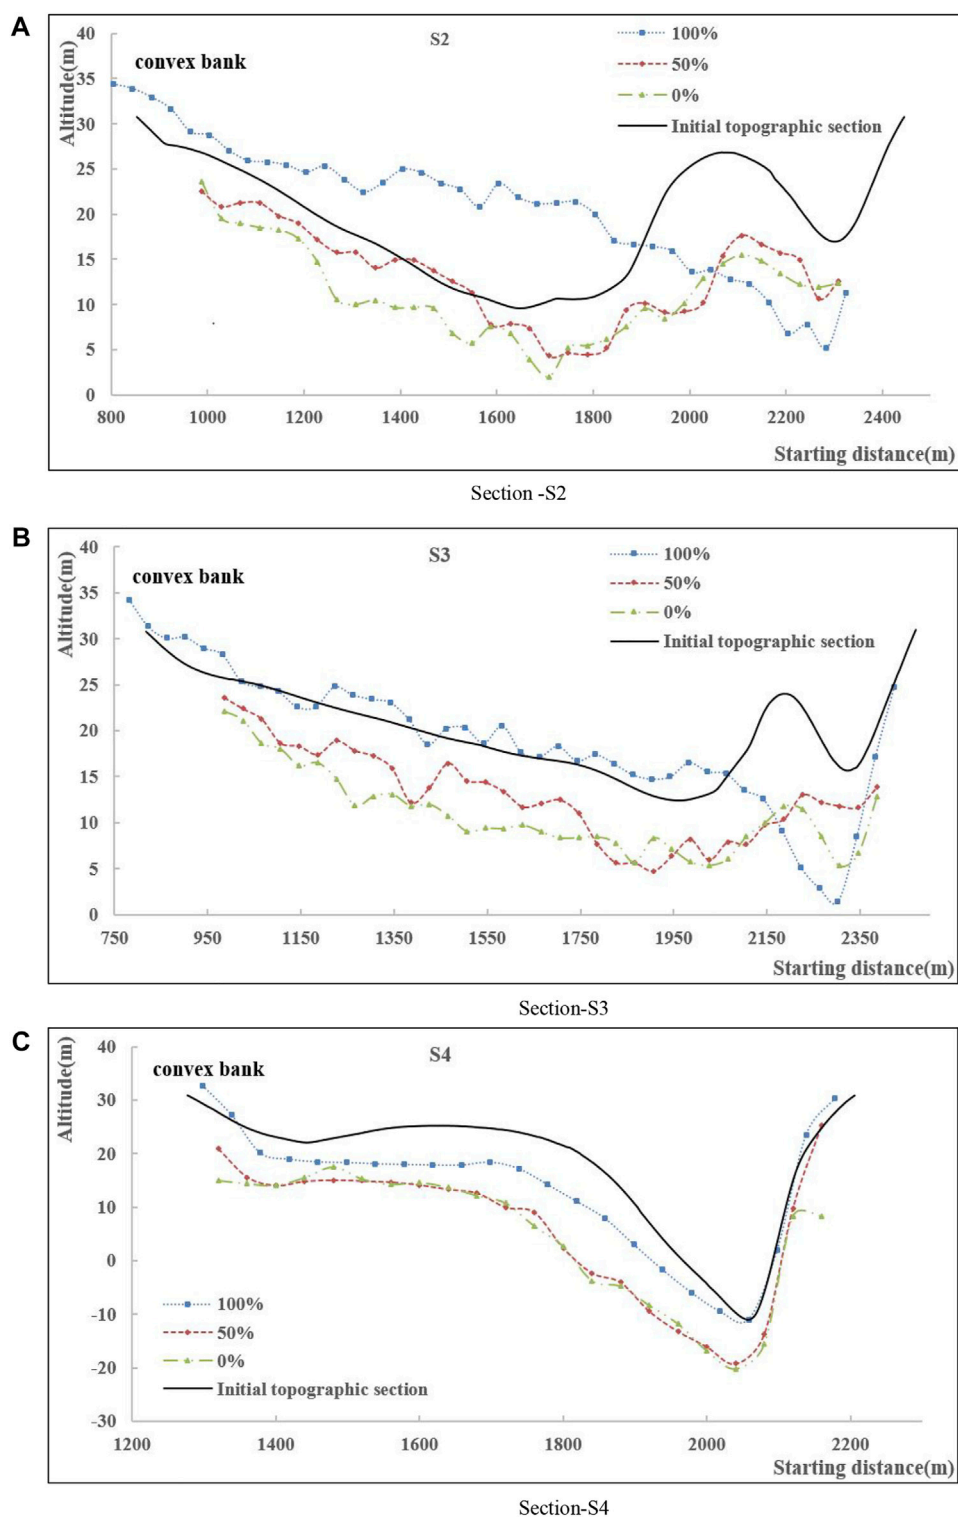 A
S2
convex bank
Altitude(m)
100%
50%
0%
Initial topographic section
40
35
30
25
20
15
10
5
0
800 1000 1200 1400 1600 1800 2000 2200 2400
Starting distance(m)
Section -S2
B
S3
convex bank
Altitude(m)
100%
50%
0%
Initial topographic section
40
35
30
25
20
15
10
5
0
750 950 1150 1350 1550 1750 1950 2150 2350
Starting distance(m)
Section-S3
C
S4
convex bank
Altitude(m)
40
30
20
10
0
-10
-20
-30
100%
50%
0%
Initial topographic section
1200 1400 1600 1800 2000 2200
Starting distance(m)
Section-S4